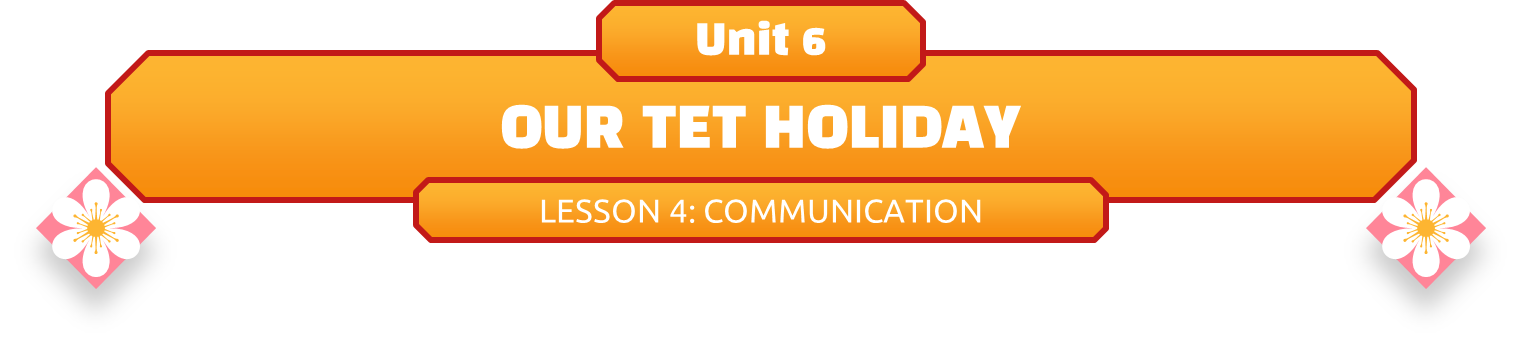 Unit 6
OUR TET HOLIDAY
LESSON 4: COMMUNICATION